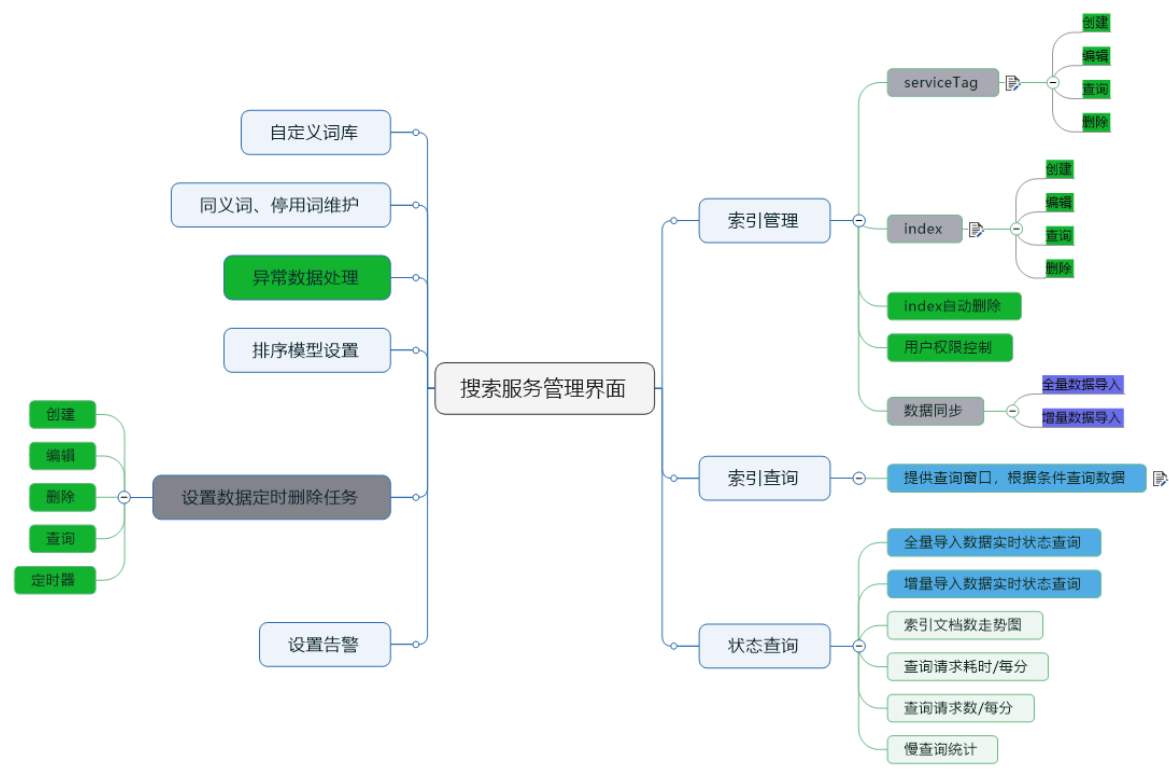 搜索服务管理界面
自定义词库
同义词、停用词维护
异常数据处理
排序模型设置
设置数据定时删除任务
创建
编辑
删除
查询
定时器
设置告警
索引管理
serviceTag
创建
编辑
查询
删除
index
创建
编辑
查询
删除
index自动删除
用户权限控制
数据同步
全量数据导入
增量数据导入
索引查询
提供查询窗口，根据条件查询数据
状态查询
全量导入数据实时状态查询
增量导入数据实时状态查询
索引文档数走势图
查询请求耗时/每分
查询请求数/每分
慢查询统计